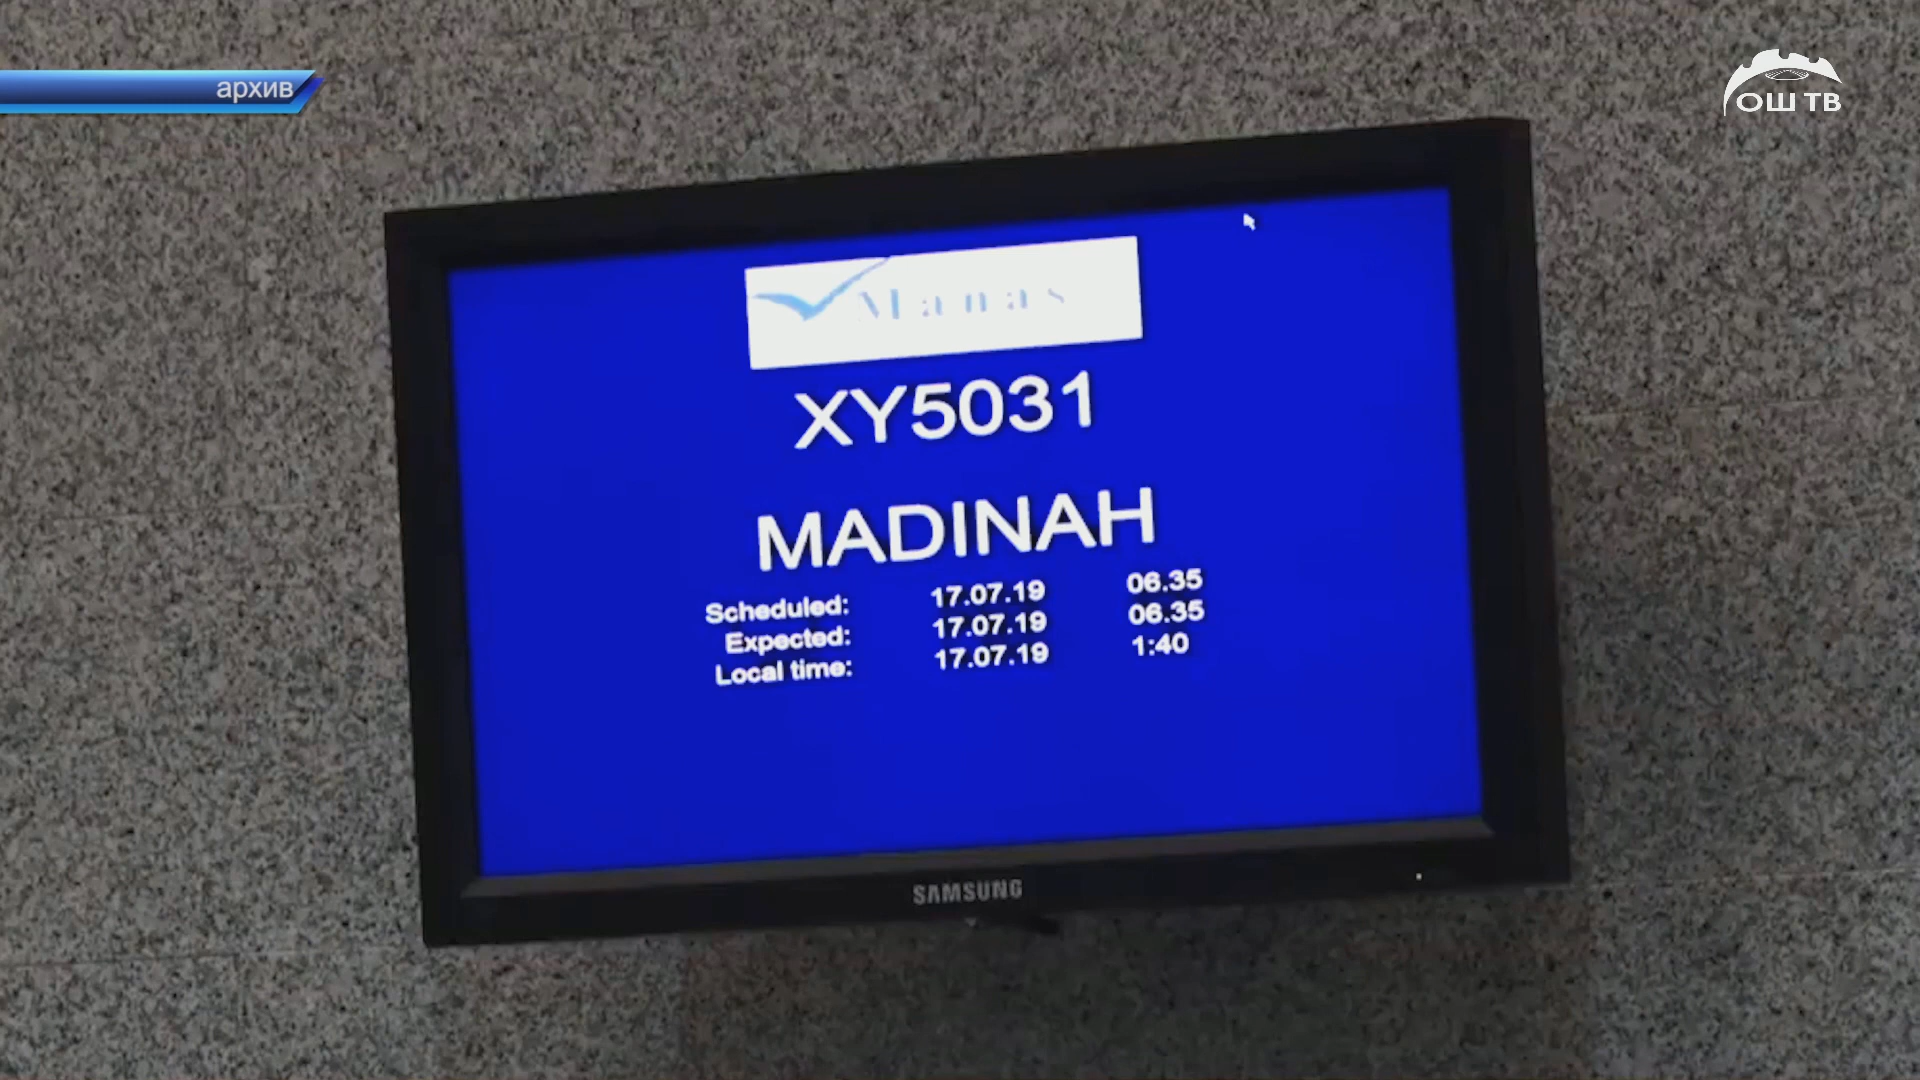 архив
ОШ ТВ
Manas
XY5031
MADINAH
Scheduled: 17.07.19 06.35
Expected: 17.07.19 06.35
Local time: 17.07.19 1:40
SAMSUNG